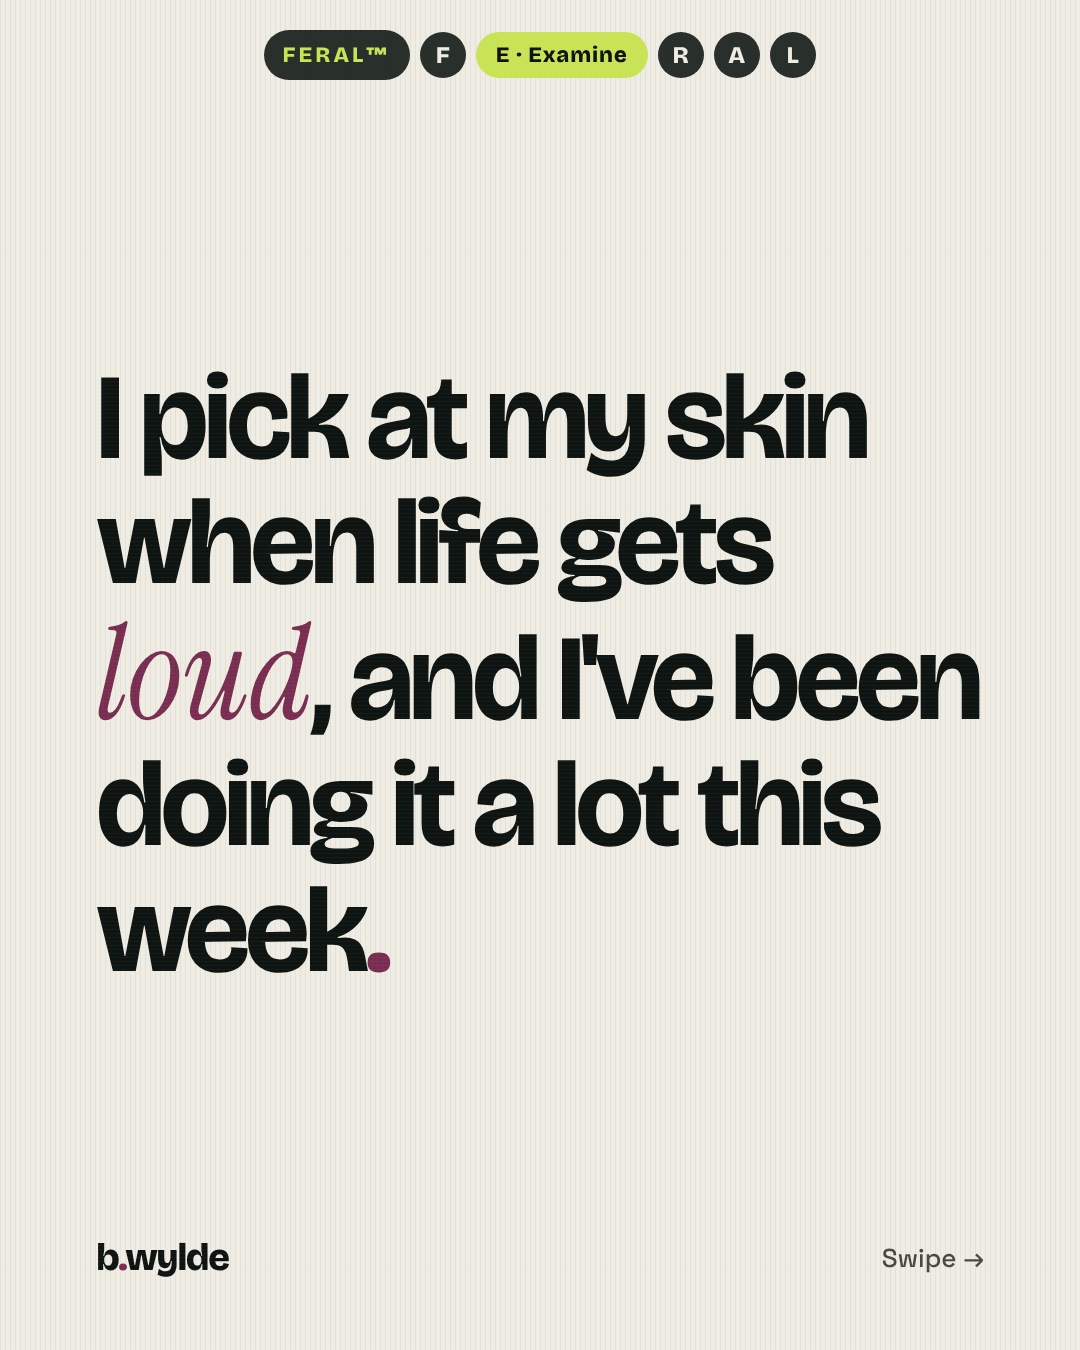 FERAL™ F E · Examine R A L
I pick at my skin
when life gets
loud, and I've been
doing it a lot this
week.
b.wylde
Swipe →